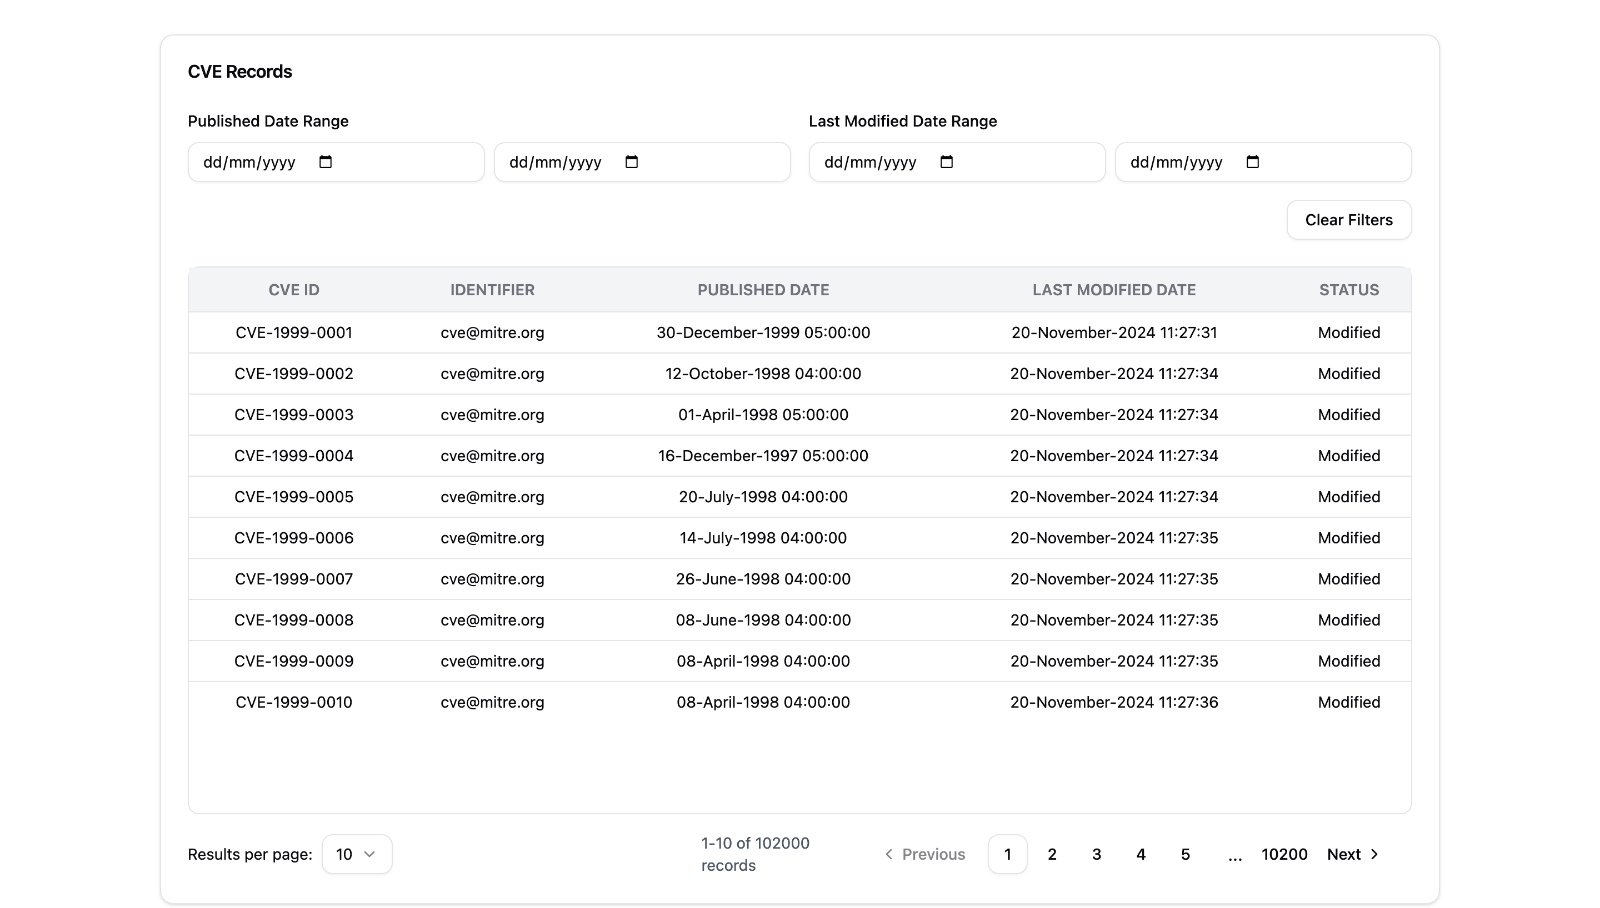 CVE Records
Published Date Range
Last Modified Date Range
dd/mm/yyyy dd/mm/yyyy dd/mm/yyyy dd/mm/yyyy
Clear Filters
CVE ID IDENTIFIER PUBLISHED DATE LAST MODIFIED DATE STATUS
CVE-1999-0001 cve@mitre.org 30-December-1999 05:00:00 20-November-2024 11:27:31 Modified
CVE-1999-0002 cve@mitre.org 12-October-1998 04:00:00 20-November-2024 11:27:34 Modified
CVE-1999-0003 cve@mitre.org 01-April-1998 05:00:00 20-November-2024 11:27:34 Modified
CVE-1999-0004 cve@mitre.org 16-December-1997 05:00:00 20-November-2024 11:27:34 Modified
CVE-1999-0005 cve@mitre.org 20-July-1998 04:00:00 20-November-2024 11:27:34 Modified
CVE-1999-0006 cve@mitre.org 14-July-1998 04:00:00 20-November-2024 11:27:35 Modified
CVE-1999-0007 cve@mitre.org 26-June-1998 04:00:00 20-November-2024 11:27:35 Modified
CVE-1999-0008 cve@mitre.org 08-June-1998 04:00:00 20-November-2024 11:27:35 Modified
CVE-1999-0009 cve@mitre.org 08-April-1998 04:00:00 20-November-2024 11:27:35 Modified
CVE-1999-0010 cve@mitre.org 08-April-1998 04:00:00 20-November-2024 11:27:36 Modified
Results per page: 10
1-10 of 102000
records
Previous 1 2 3 4 5 ... 10200 Next